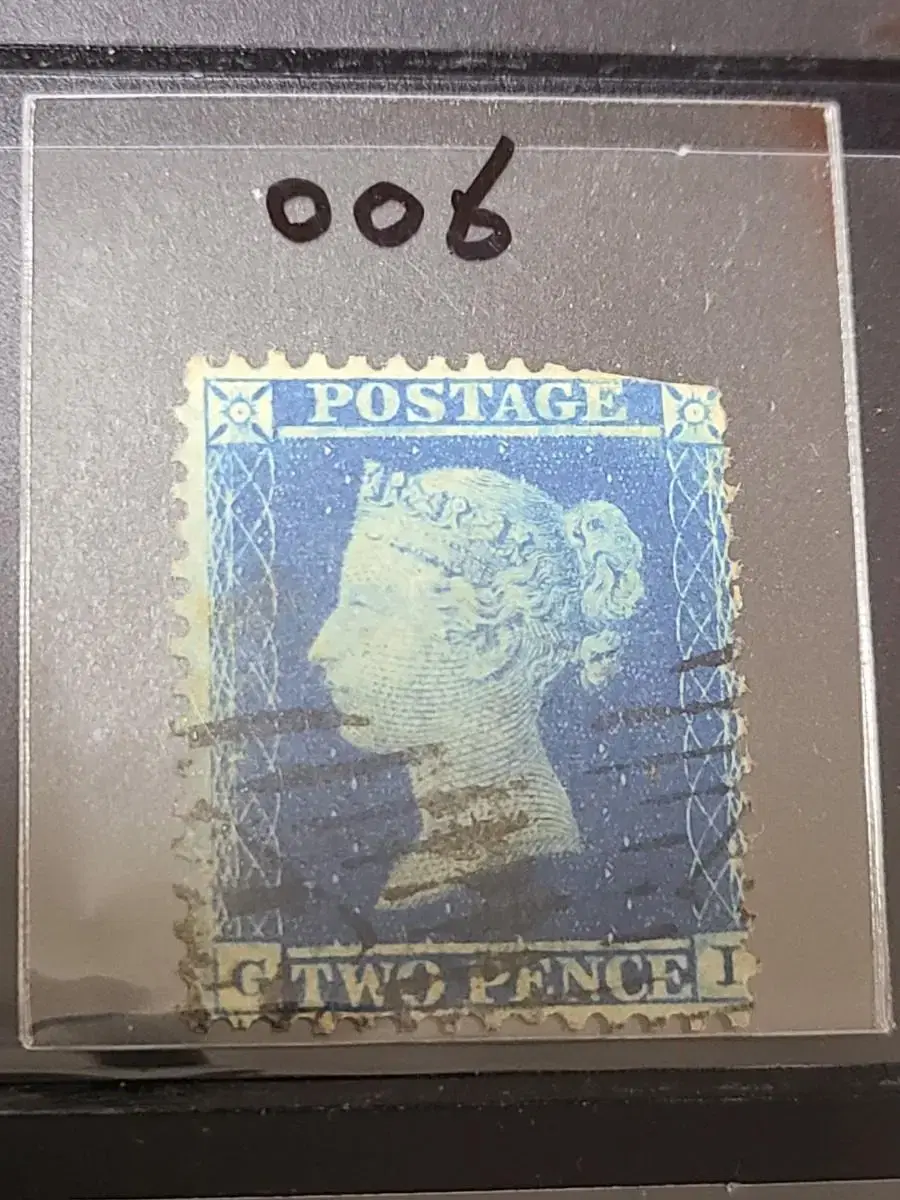 006
POSTAGE
G TWO PENCE I